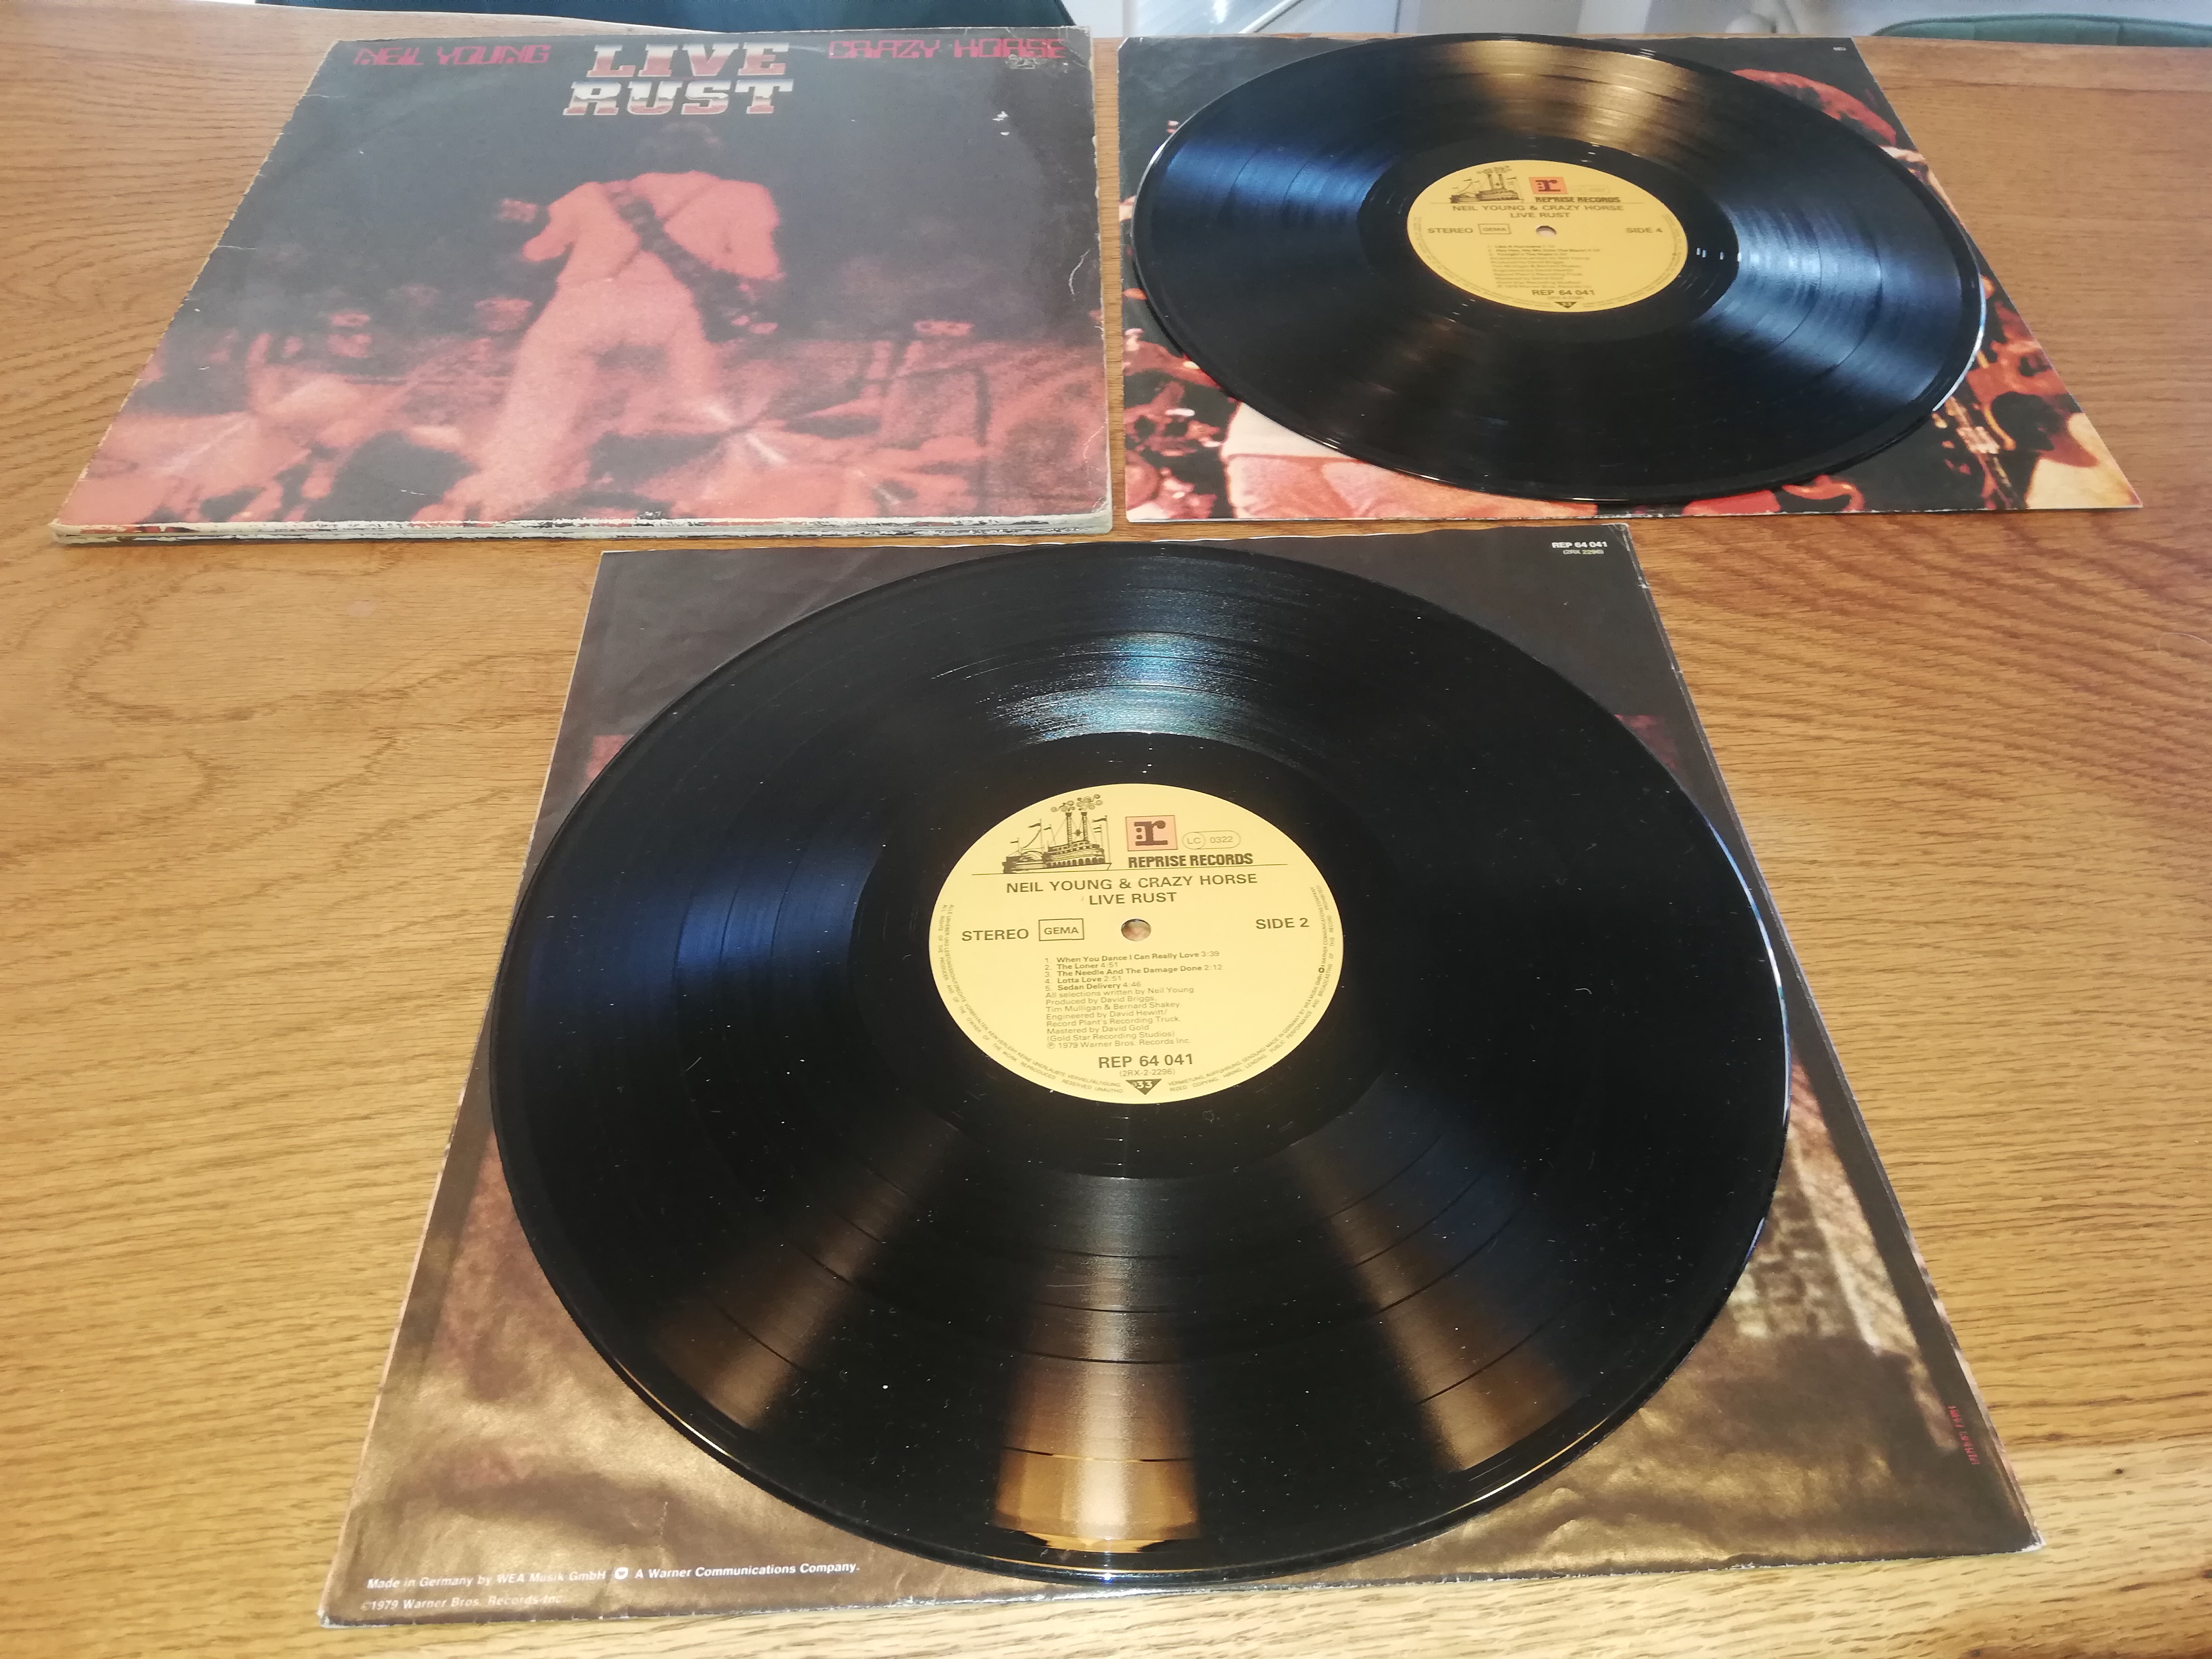 NEIL YOUNG
LIVE
RUST
CRAZY HORSE
r
REPRISE RECORDS
NEIL YOUNG & CRAZY HORSE
LIVE RUST
STEREO GEMA SIDE 4
REP 64 041
33
REP 64 041
(2RX 2296)
r
LC 0322
REPRISE RECORDS
NEIL YOUNG & CRAZY HORSE
LIVE RUST
STEREO GEMA SIDE 2
1. When You Dance I Can Really Love 3:39
2. The Loner 4:51
3. The Needle And The Damage Done 2:12
4. Lotta Love 2:51
5. Sedan Delivery 4:46
All selections written by Neil Young
Produced by David Briggs,
Tim Mulligan & Bernard Shakey
Engineered by David Hewitt/
Record Plant's Recording Truck
Mastered by David Gold
(Gold Star Recording Studios)
℗ 1979 Warner Bros. Records Inc.
REP 64 041
(2RX-2-2296)
33
Made in Germany by WEA Musik GmbH A Warner Communications Company.
©1979 Warner Bros. Records Inc.